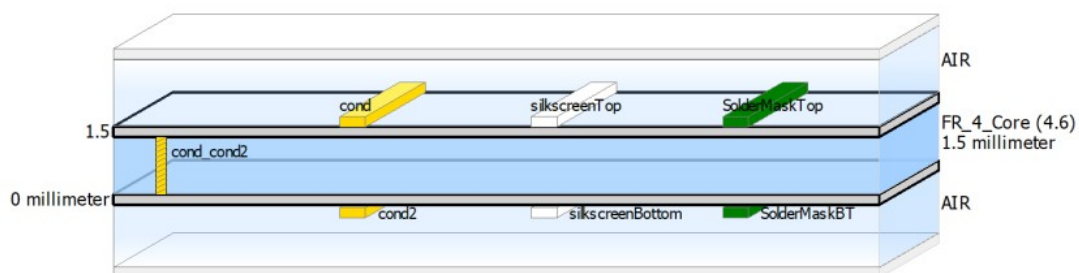 AIR
cond
silkscreenTop
SolderMaskTop
1.5
FR_4_Core (4.6)
1.5 millimeter
cond_cond2
0 millimeter
AIR
cond2
silkscreenBottom
SolderMaskBT